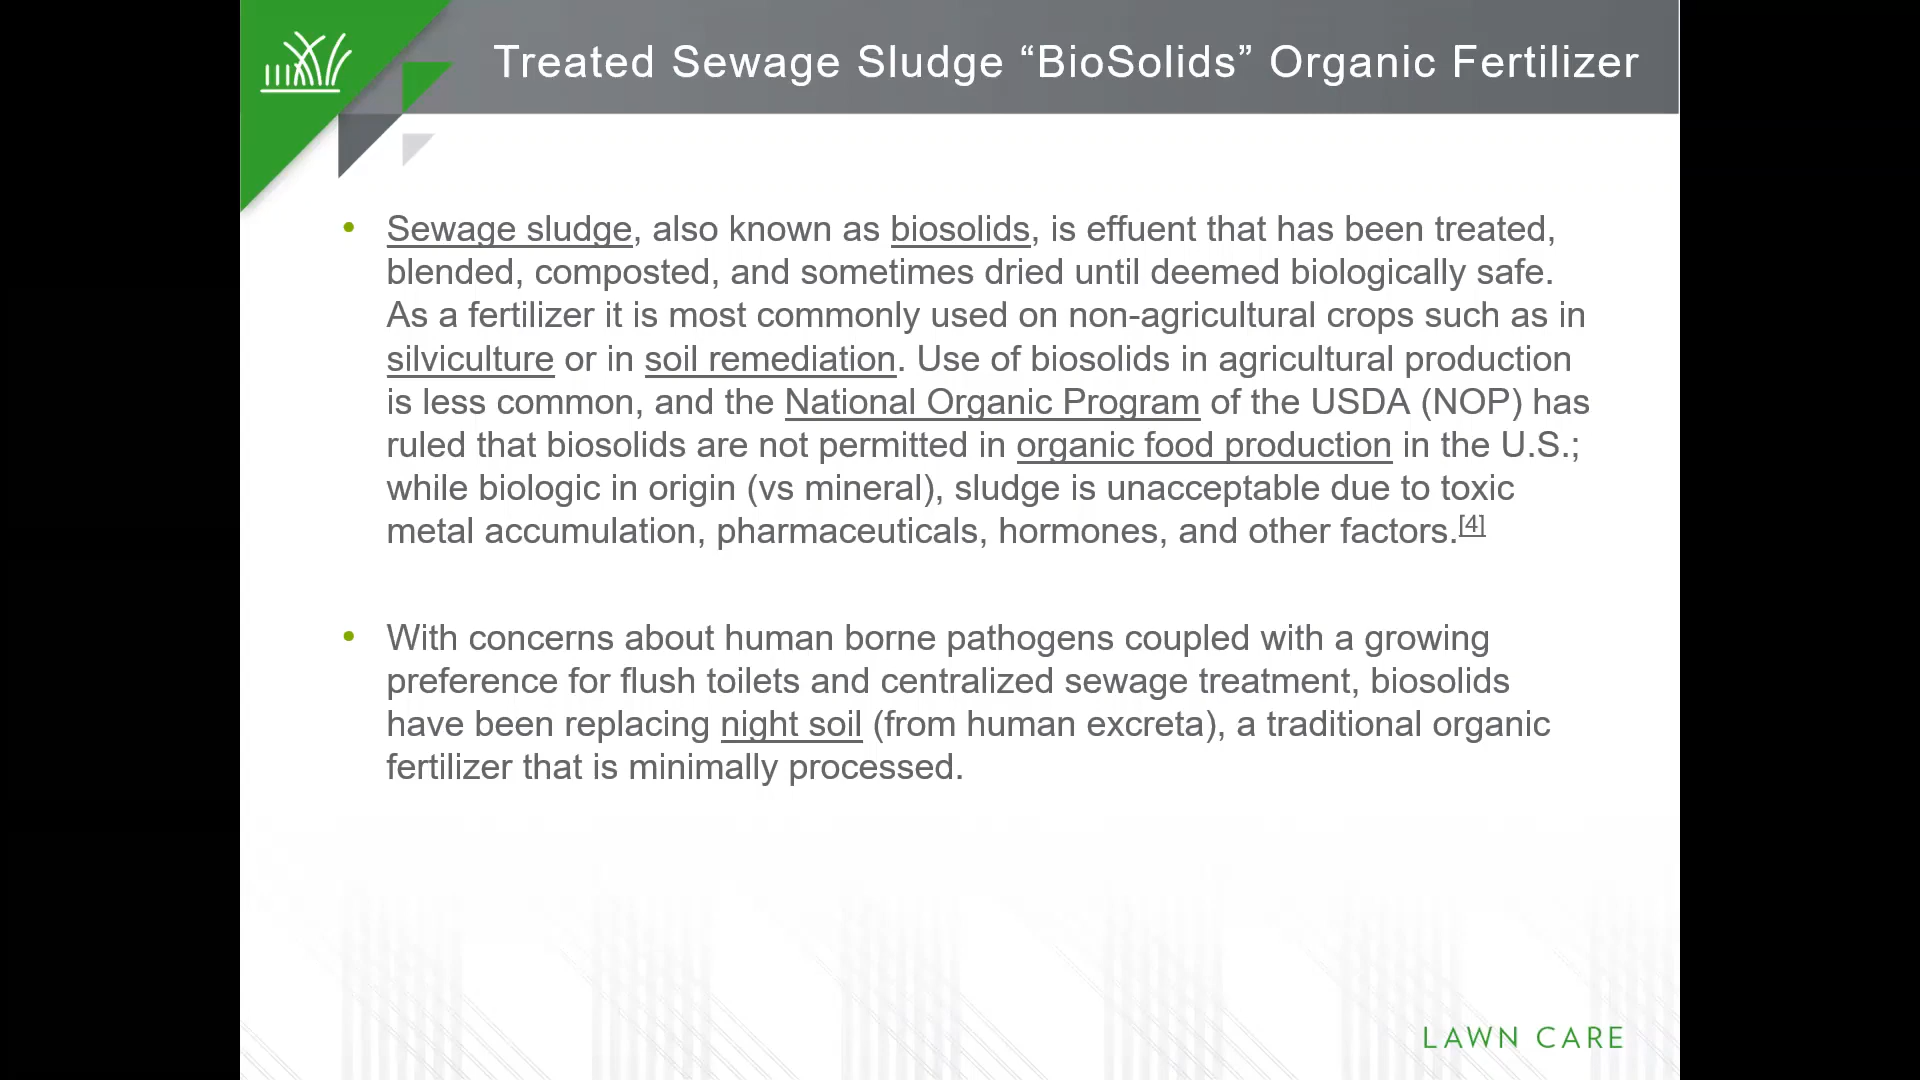 Treated Sewage Sludge “BioSolids” Organic Fertilizer
• Sewage sludge, also known as biosolids, is effuent that has been treated,
blended, composted, and sometimes dried until deemed biologically safe.
As a fertilizer it is most commonly used on non-agricultural crops such as in
silviculture or in soil remediation. Use of biosolids in agricultural production
is less common, and the National Organic Program of the USDA (NOP) has
ruled that biosolids are not permitted in organic food production in the U.S.;
while biologic in origin (vs mineral), sludge is unacceptable due to toxic
metal accumulation, pharmaceuticals, hormones, and other factors.[4]
• With concerns about human borne pathogens coupled with a growing
preference for flush toilets and centralized sewage treatment, biosolids
have been replacing night soil (from human excreta), a traditional organic
fertilizer that is minimally processed.
LAWN CARE